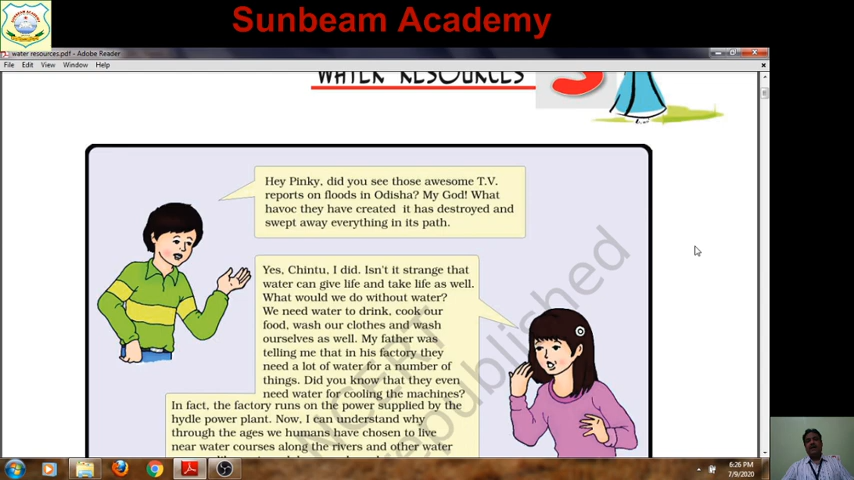 Sunbeam Academy
water resources.pdf - Adobe Reader
File Edit View Window Help
WATER RESOURCES
Hey Pinky, did you see those awesome T.V.
reports on floods in Odisha? My God! What
havoc they have created it has destroyed and
swept away everything in its path.
Yes, Chintu, I did. Isn't it strange that
water can give life and take life as well.
What would we do without water?
We need water to drink, cook our
food, wash our clothes and wash
ourselves as well. My father was
telling me that in his factory they
need a lot of water for a number of
things. Did you know that they even
need water for cooling the machines?
In fact, the factory runs on the power supplied by the
hydle power plant. Now, I can understand why
through the ages we humans have chosen to live
near water courses along the rivers and other water
NCERT
republished
6:26 PM
7/9/2020